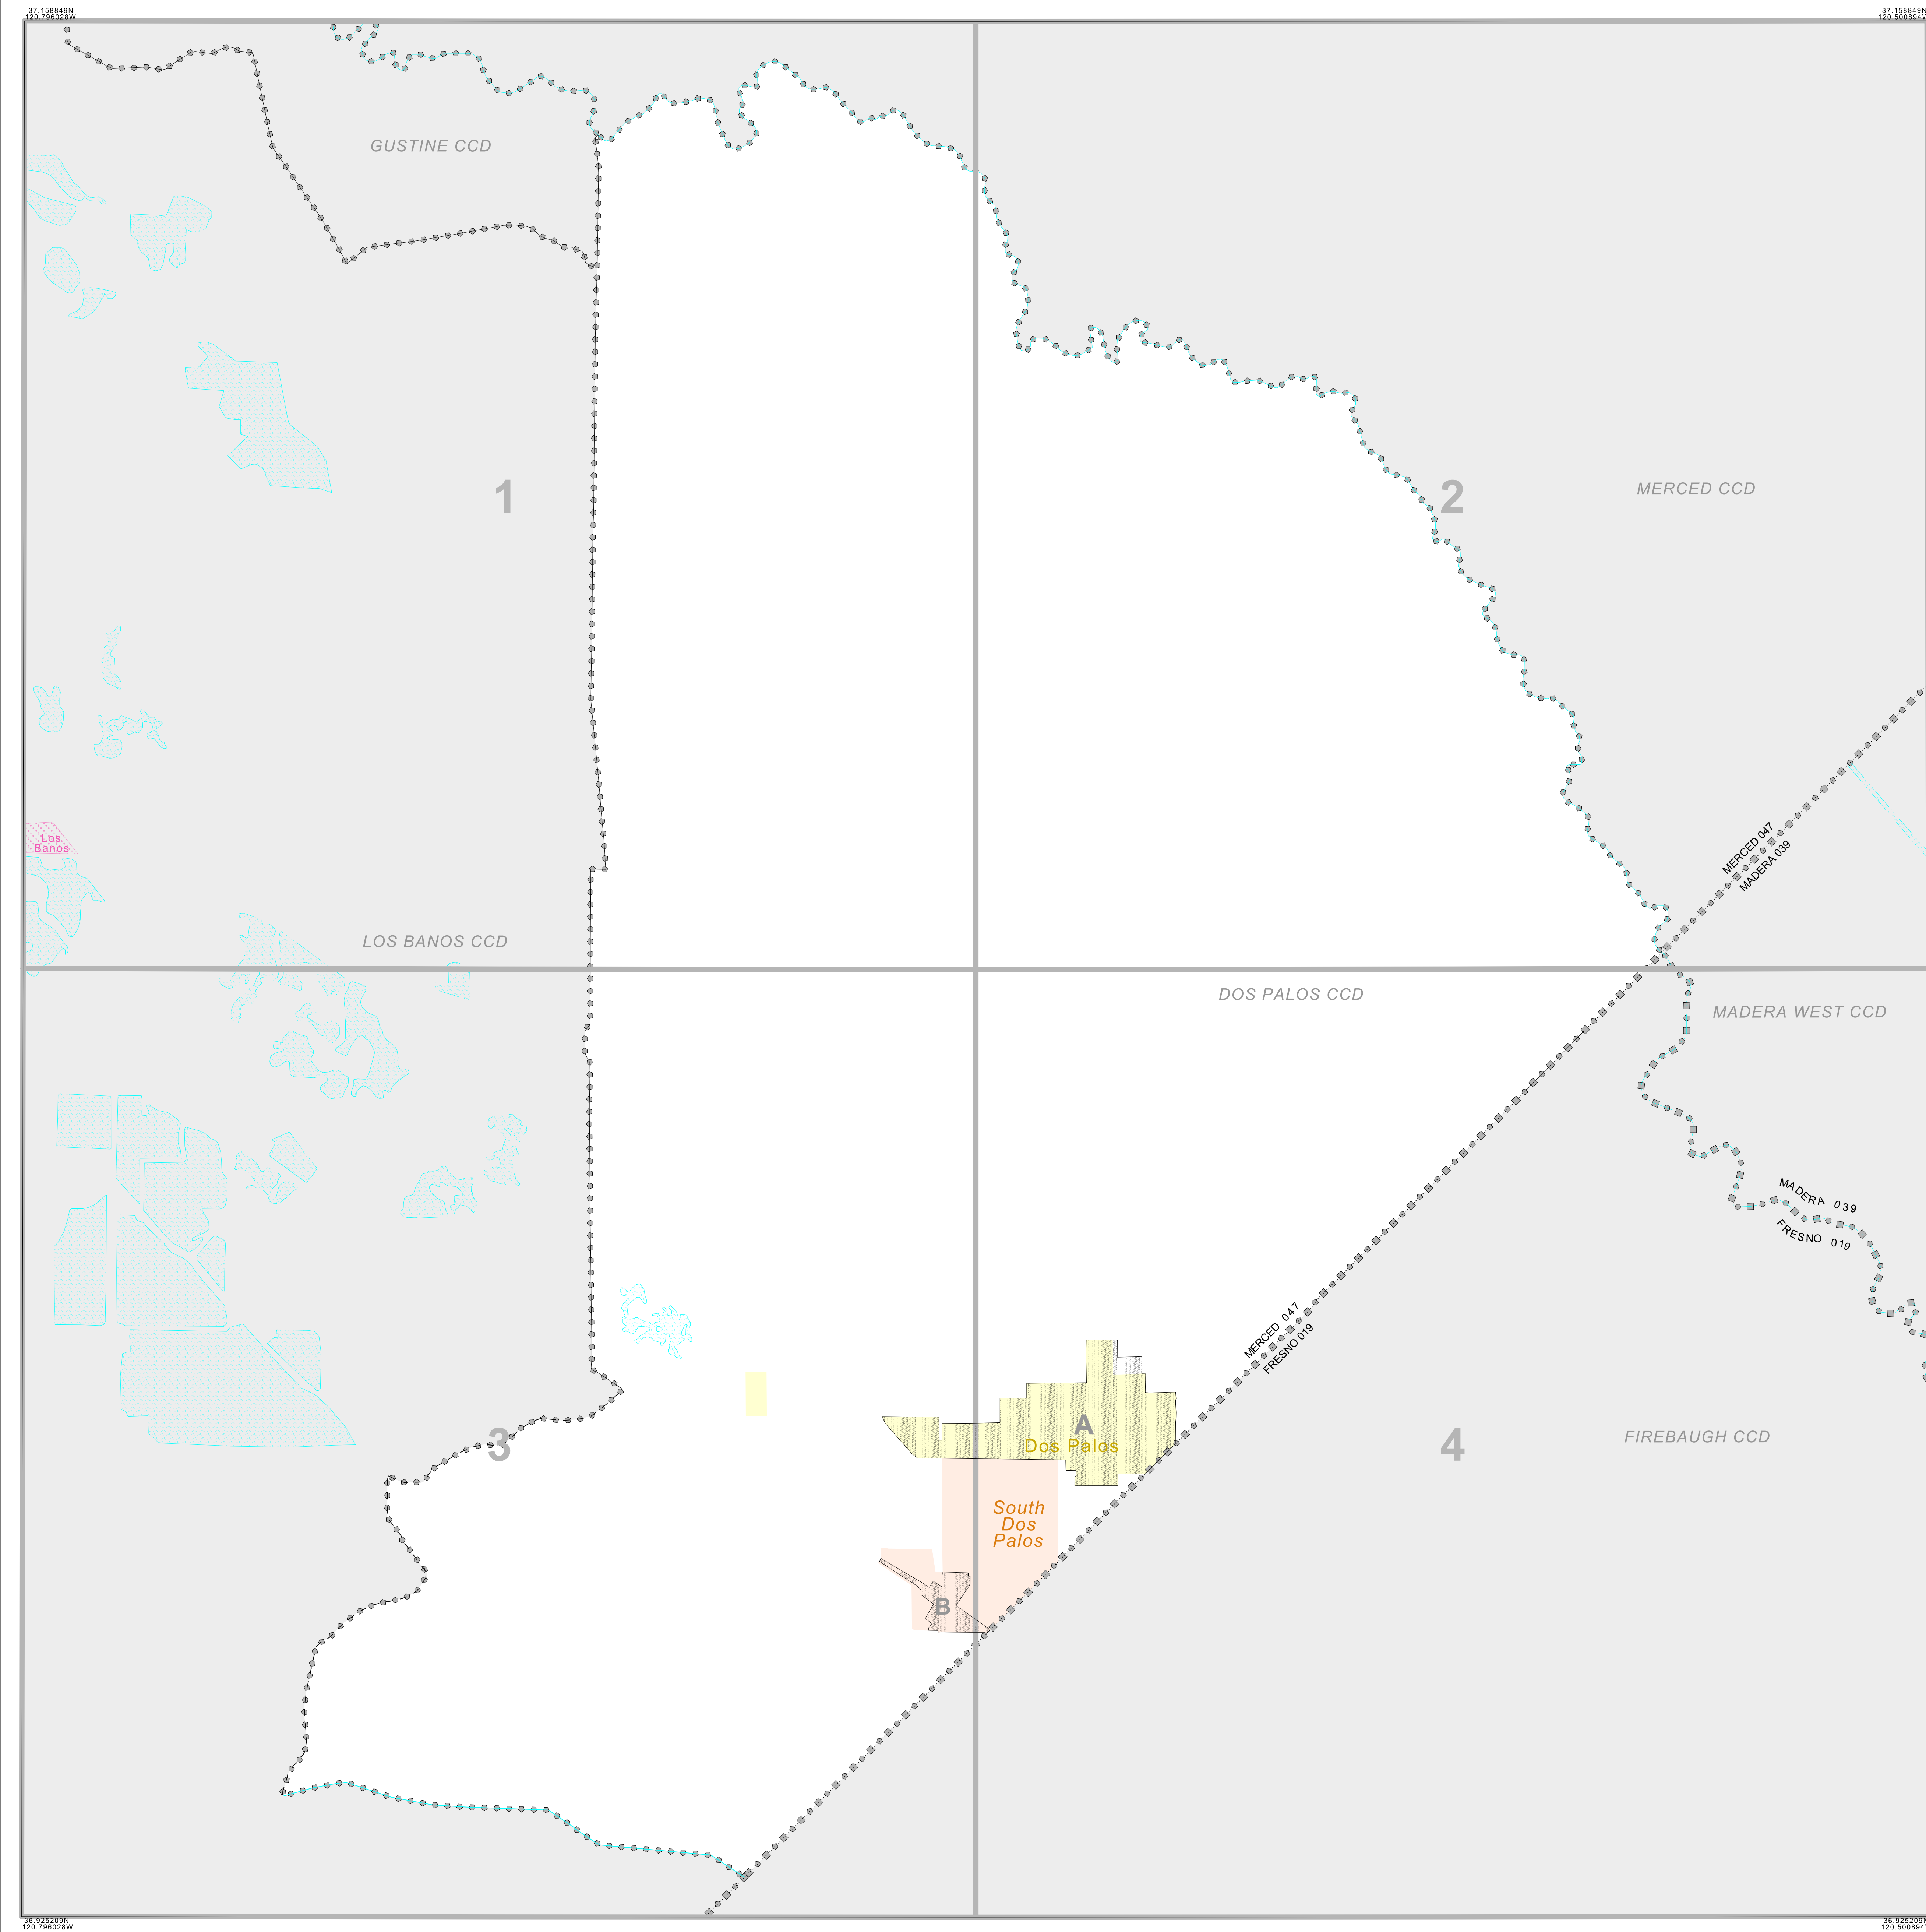 37.158849N
120.796028W
37.158849N
120.500894W
GUSTINE CCD
1
2
MERCED CCD
Los
Banos
MERCED 047
MADERA 039
LOS BANOS CCD
DOS PALOS CCD
MADERA WEST CCD
MADERA 039
FRESNO 019
MERCED 047
FRESNO 019
A
Dos Palos
3
4
FIREBAUGH CCD
South
Dos
Palos
B
36.925209N
120.796028W
36.925209N
120.500894W